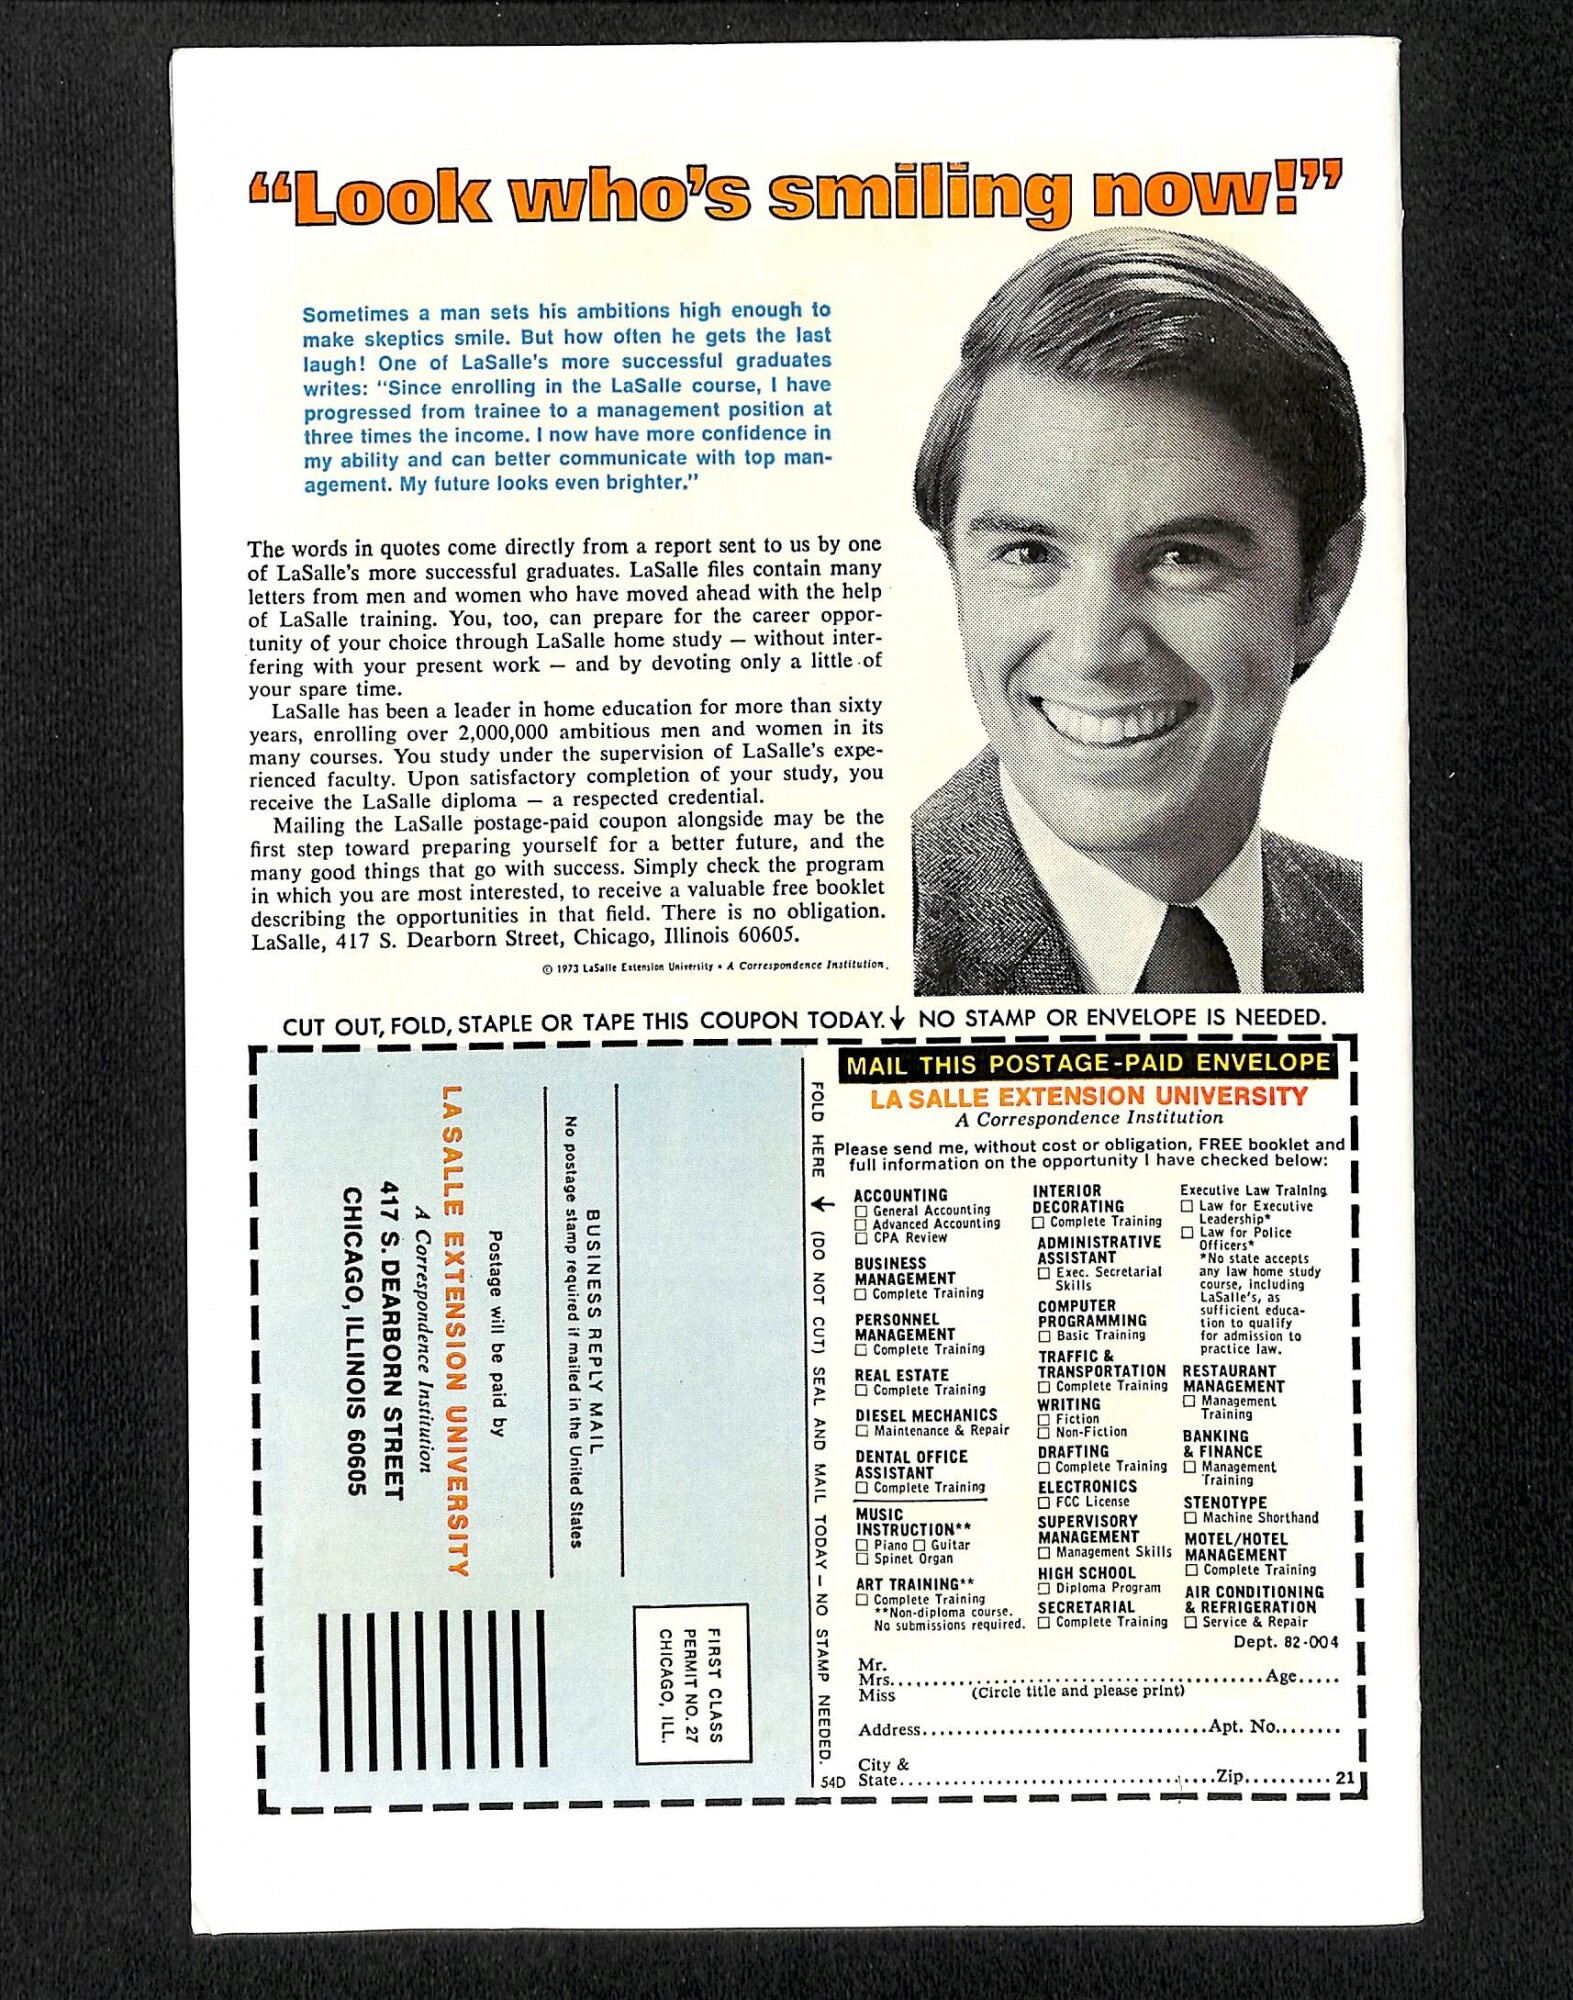 “Look who’s smiling now!”
Sometimes a man sets his ambitions high enough to
make skeptics smile. But how often he gets the last
laugh! One of LaSalle’s more successful graduates
writes: “Since enrolling in the LaSalle course, I have
progressed from trainee to a management position at
three times the income. I now have more confidence in
my ability and can better communicate with top man-
agement. My future looks even brighter.”
The words in quotes come directly from a report sent to us by one
of LaSalle’s more successful graduates. LaSalle files contain many
letters from men and women who have moved ahead with the help
of LaSalle training. You, too, can prepare for the career oppor-
tunity of your choice through LaSalle home study — without inter-
fering with your present work — and by devoting only a little of
your spare time.
LaSalle has been a leader in home education for more than sixty
years, enrolling over 2,000,000 ambitious men and women in its
many courses. You study under the supervision of LaSalle’s expe-
rienced faculty. Upon satisfactory completion of your study, you
receive the LaSalle diploma — a respected credential.
Mailing the LaSalle postage-paid coupon alongside may be the
first step toward preparing yourself for a better future, and the
many good things that go with success. Simply check the program
in which you are most interested, to receive a valuable free booklet
describing the opportunities in that field. There is no obligation.
LaSalle, 417 S. Dearborn Street, Chicago, Illinois 60605.
© 1973 LaSalle Extension University • A Correspondence Institution.
CUT OUT, FOLD, STAPLE OR TAPE THIS COUPON TODAY.↓ NO STAMP OR ENVELOPE IS NEEDED.
FIRST CLASS
PERMIT NO. 27
CHICAGO, ILL.
BUSINESS REPLY MAIL
No postage stamp required if mailed in the United States
Postage will be paid by
LA SALLE EXTENSION UNIVERSITY
A Correspondence Institution
417 S. DEARBORN STREET
CHICAGO, ILLINOIS 60605
FOLD HERE ↓ (DO NOT CUT) SEAL AND MAIL TODAY — NO STAMP NEEDED.
MAIL THIS POSTAGE-PAID ENVELOPE
LA SALLE EXTENSION UNIVERSITY
A Correspondence Institution
Please send me, without cost or obligation, FREE booklet and
full information on the opportunity I have checked below:
ACCOUNTING
☐ General Accounting
☐ Advanced Accounting
☐ CPA Review
BUSINESS
MANAGEMENT
☐ Complete Training
PERSONNEL
MANAGEMENT
☐ Complete Training
REAL ESTATE
☐ Complete Training
DIESEL MECHANICS
☐ Maintenance & Repair
DENTAL OFFICE
ASSISTANT
☐ Complete Training
MUSIC
INSTRUCTION**
☐ Piano ☐ Guitar
☐ Spinet Organ
ART TRAINING**
☐ Complete Training
**Non-diploma course.
No submissions required.
INTERIOR
DECORATING
☐ Complete Training
ADMINISTRATIVE
ASSISTANT
☐ Exec. Secretarial
Skills
COMPUTER
PROGRAMMING
☐ Basic Training
TRAFFIC &
TRANSPORTATION
☐ Complete Training
WRITING
☐ Fiction
☐ Non-Fiction
DRAFTING
☐ Complete Training
ELECTRONICS
☐ FCC License
SUPERVISORY
MANAGEMENT
☐ Management Skills
HIGH SCHOOL
☐ Diploma Program
SECRETARIAL
☐ Complete Training
Executive Law Training
☐ Law for Executive
Leadership*
☐ Law for Police
Officers*
*No state accepts
any law home study
course, including
LaSalle’s, as
sufficient educa-
tion to qualify
for admission to
practice law.
RESTAURANT
MANAGEMENT
☐ Management
Training
BANKING
& FINANCE
☐ Management
Training
STENOTYPE
☐ Machine Shorthand
MOTEL/HOTEL
MANAGEMENT
☐ Complete Training
AIR CONDITIONING
& REFRIGERATION
☐ Service & Repair
Dept. 82-004
Mr.
Mrs.......................................Age.....
Miss (Circle title and please print)
Address...................................Apt. No........
City &
State.....................................Zip.......... 21
54D